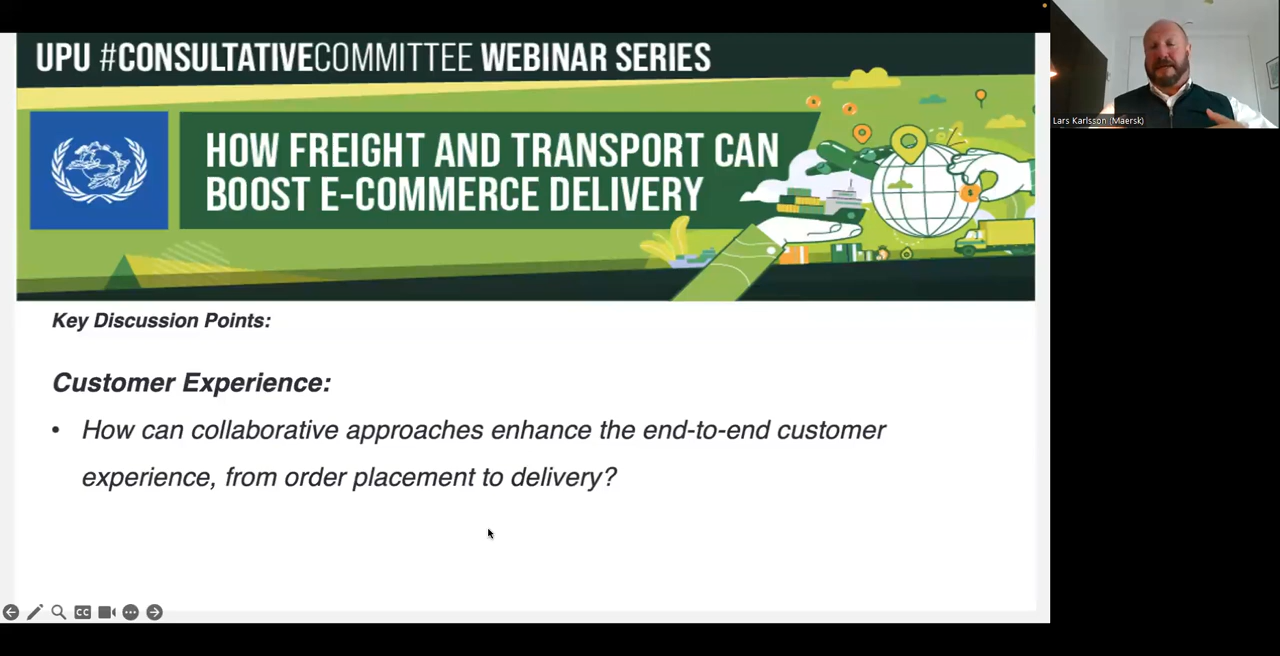 UPU #CONSULTATIVECOMMITTEE WEBINAR SERIES
HOW FREIGHT AND TRANSPORT CAN
BOOST E-COMMERCE DELIVERY
Lars Karlsson (Maersk)
Key Discussion Points:
Customer Experience:
• How can collaborative approaches enhance the end-to-end customer
experience, from order placement to delivery?
CC